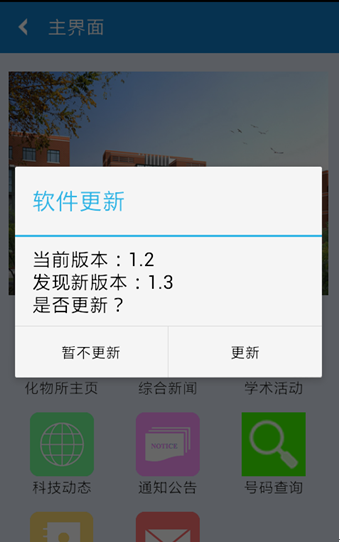 主界面
软件更新
当前版本：1.2
发现新版本：1.3
是否更新？
暂不更新
更新
化物所主页
综合新闻
学术活动
NOTICE
科技动态
通知公告
号码查询